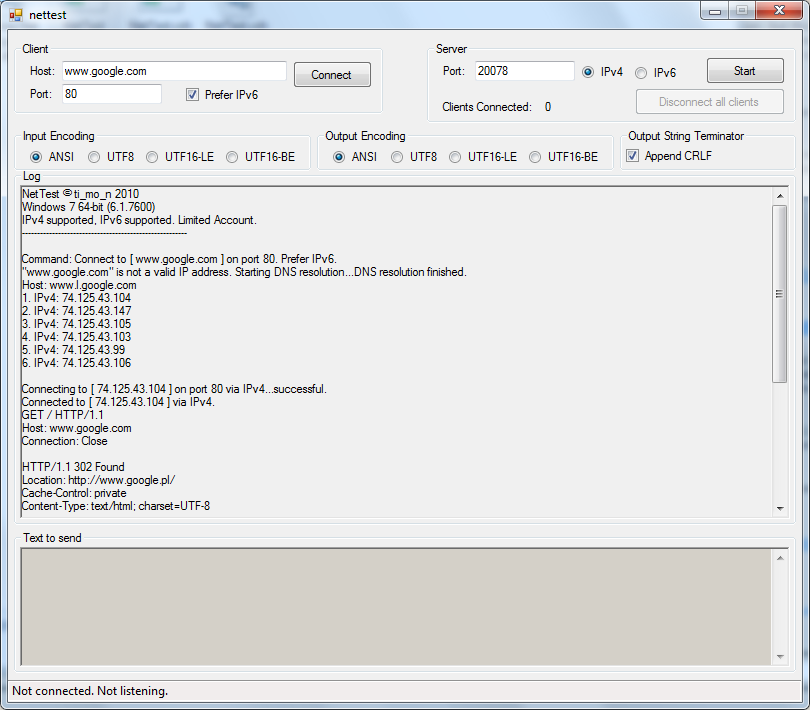 nettest
Client
Host: www.google.com Connect
Port: 80 Prefer IPv6
Server
Port: 20078 IPv4 IPv6 Start
Clients Connected: 0 Disconnect all clients
Input Encoding
ANSI UTF8 UTF16-LE UTF16-BE
Output Encoding
ANSI UTF8 UTF16-LE UTF16-BE
Output String Terminator
Append CRLF
Log
NetTest © ti_mo_n 2010
Windows 7 64-bit (6.1.7600)
IPv4 supported, IPv6 supported. Limited Account.
-------------------------------------------------------
Command: Connect to [ www.google.com ] on port 80. Prefer IPv6.
"www.google.com" is not a valid IP address. Starting DNS resolution...DNS resolution finished.
Host: www.l.google.com
1. IPv4: 74.125.43.104
2. IPv4: 74.125.43.147
3. IPv4: 74.125.43.105
4. IPv4: 74.125.43.103
5. IPv4: 74.125.43.99
6. IPv4: 74.125.43.106
Connecting to [ 74.125.43.104 ] on port 80 via IPv4...successful.
Connected to [ 74.125.43.104 ] via IPv4.
GET / HTTP/1.1
Host: www.google.com
Connection: Close
HTTP/1.1 302 Found
Location: http://www.google.pl/
Cache-Control: private
Content-Type: text/html; charset=UTF-8
Text to send
Not connected. Not listening.